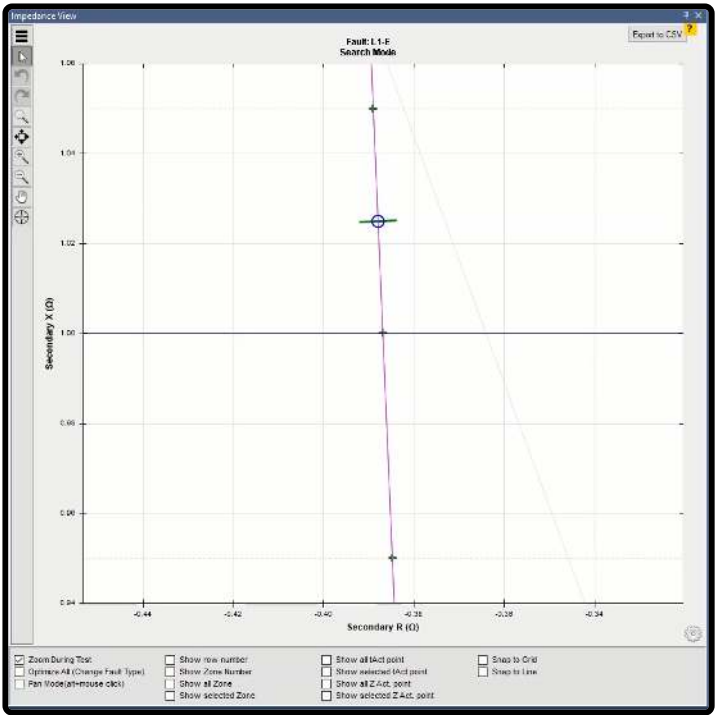 Impedance View
Fault: L1-E
Search Mode
Export to CSV
?
1.06
1.04
1.02
1.00
0.98
0.96
0.94
Secondary X (Ω)
-0.44
-0.42
-0.40
-0.38
-0.36
-0.34
Secondary R (Ω)
Zoom During Test
Show row number
Show all tAct point
Snap to Grid
Optimize All (Change Fault Type)
Show Zone Number
Show selected tAct point
Snap to Line
Pan Mode(alt+mouse click)
Show all Zone
Show all Z Act. point
Show selected Zone
Show selected Z Act. point